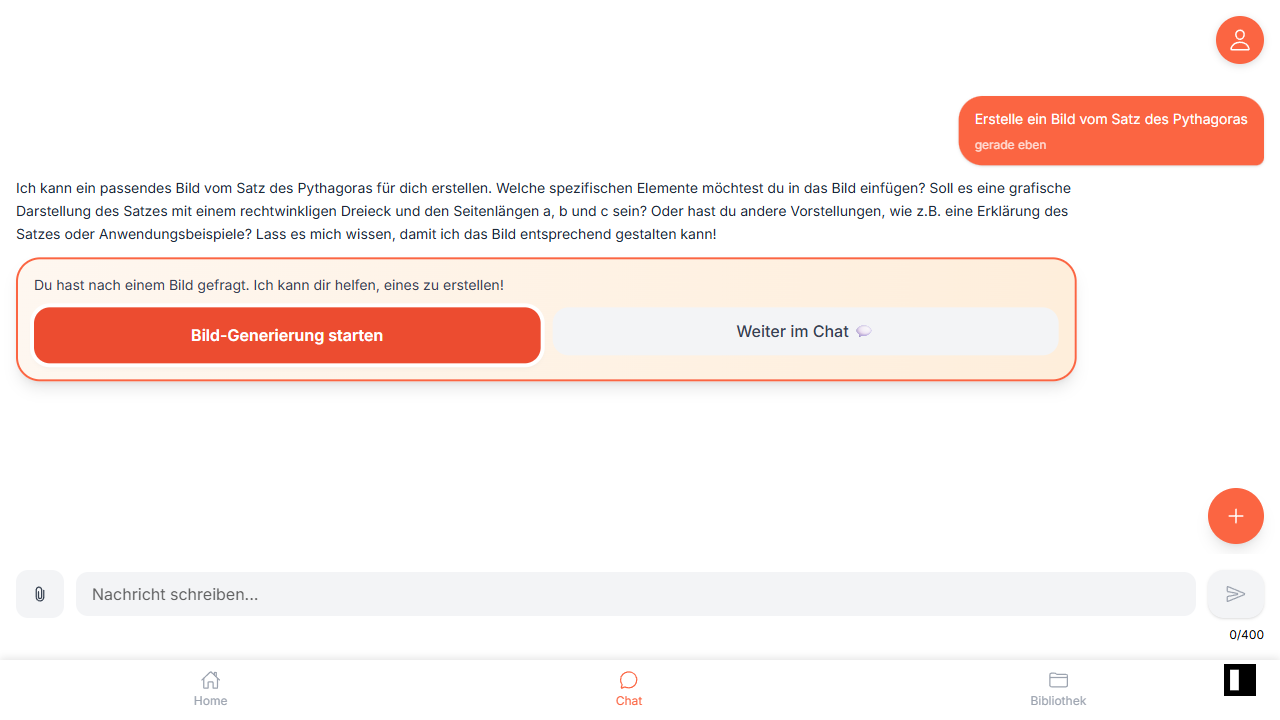 Erstelle ein Bild vom Satz des Pythagoras
gerade eben
Ich kann ein passendes Bild vom Satz des Pythagoras für dich erstellen. Welche spezifischen Elemente möchtest du in das Bild einfügen? Soll es eine grafische
Darstellung des Satzes mit einem rechtwinkligen Dreieck und den Seitenlängen a, b und c sein? Oder hast du andere Vorstellungen, wie z.B. eine Erklärung des
Satzes oder Anwendungsbeispiele? Lass es mich wissen, damit ich das Bild entsprechend gestalten kann!
Du hast nach einem Bild gefragt. Ich kann dir helfen, eines zu erstellen!
Bild-Generierung starten
Weiter im Chat 💬
Nachricht schreiben...
0/400
Home
Chat
Bibliothek